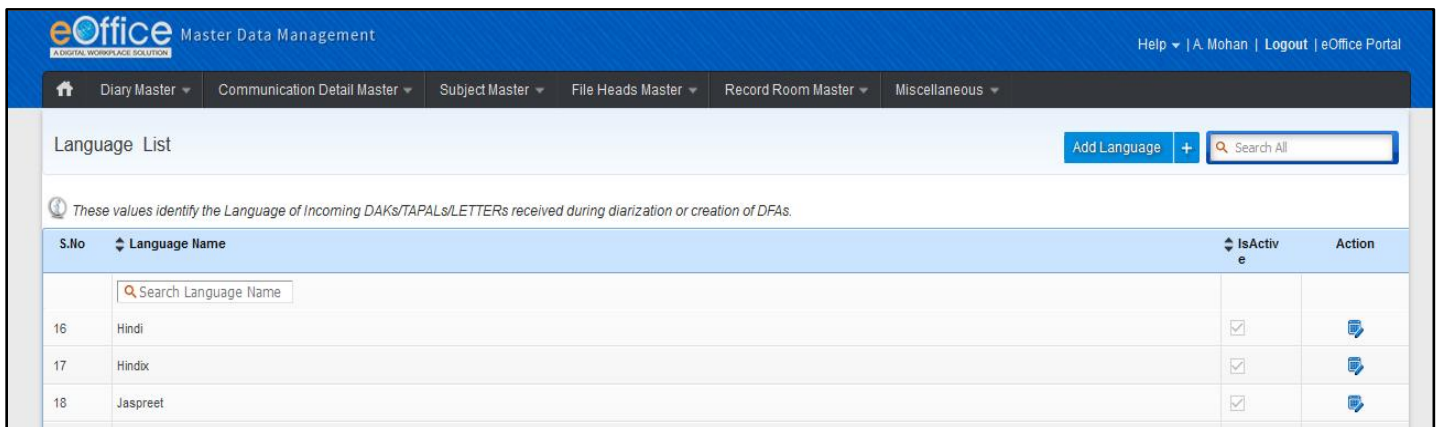 eOffice Master Data Management
A DIGITAL WORKPLACE SOLUTION
Help | A. Mohan | Logout | eOffice Portal
Diary Master Communication Detail Master Subject Master File Heads Master Record Room Master Miscellaneous
Language List Add Language + Search All
These values identify the Language of Incoming DAKs/TAPALs/LETTERs received during diarization or creation of DFAs.
S.No Language Name IsActiv Action
e
Search Language Name
16 Hindi
17 Hindix
18 Jaspreet